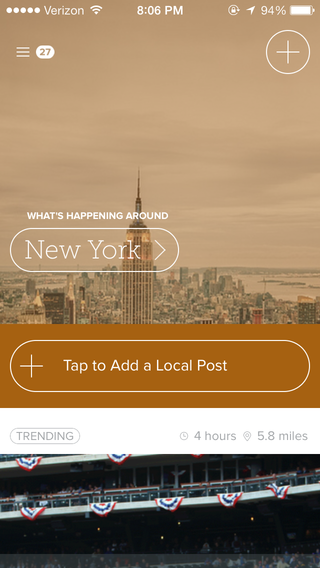 Verizon 8:06 PM 94%
27
WHAT'S HAPPENING AROUND
New York
Tap to Add a Local Post
TRENDING 4 hours 5.8 miles